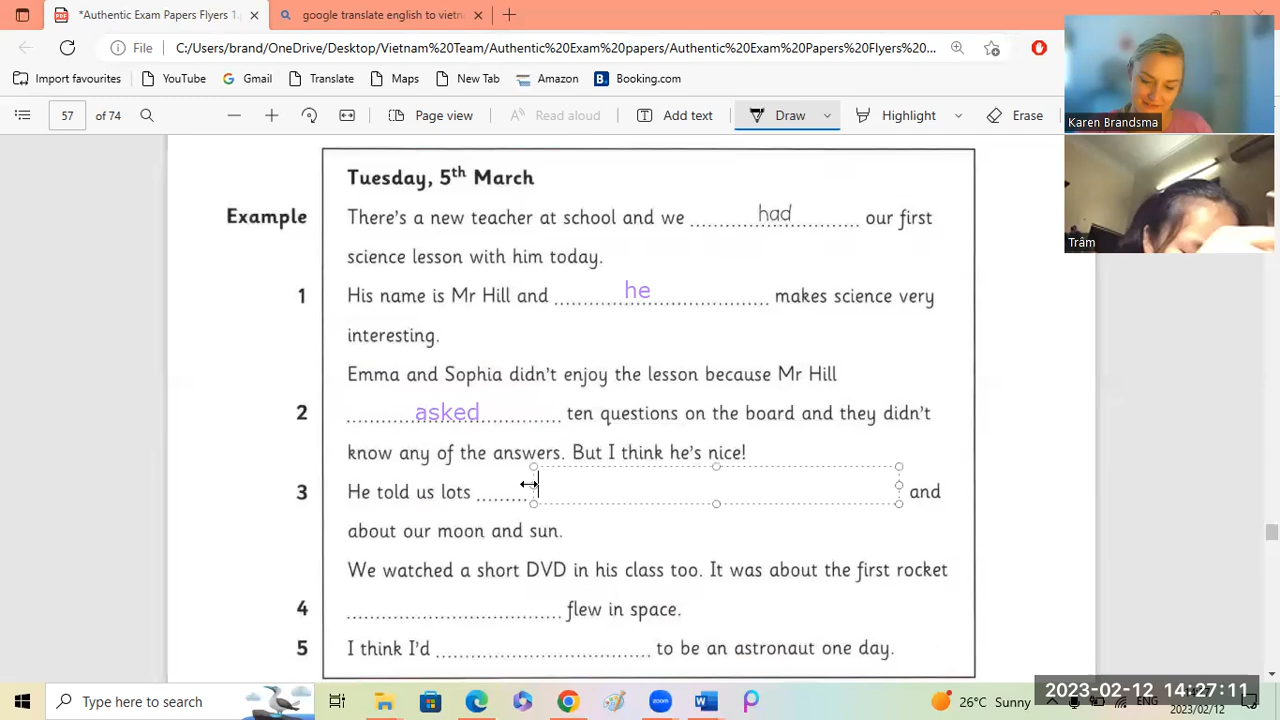 *Authentic Exam Papers Flyers 1.
google translate english to vietn
File
C:/Users/brand/OneDrive/Desktop/Vietnam%20Team/Authentic%20Exam%20papers/Authentic%20Exam%20Papers%20Flyers%20...
Import favourites
YouTube
Gmail
Translate
Maps
New Tab
Amazon
B. Booking.com
57 of 74
Page view
A Read aloud
T Add text
Draw
Highlight
Erase
Karen Brandsma
Trâm
Tuesday, 5th March
Example There's a new teacher at school and we ........ had ........ our first
science lesson with him today.
1 His name is Mr Hill and ........ he ........ makes science very
interesting.
Emma and Sophia didn't enjoy the lesson because Mr Hill
2 ........ asked ........ ten questions on the board and they didn't
know any of the answers. But I think he's nice!
3 He told us lots ........ and
about our moon and sun.
We watched a short DVD in his class too. It was about the first rocket
4 ........ flew in space.
5 I think I'd ........ to be an astronaut one day.
Type here to search
zoom
26°C Sunny
ENG
2023-02-12 14:27:11
2023/02/12